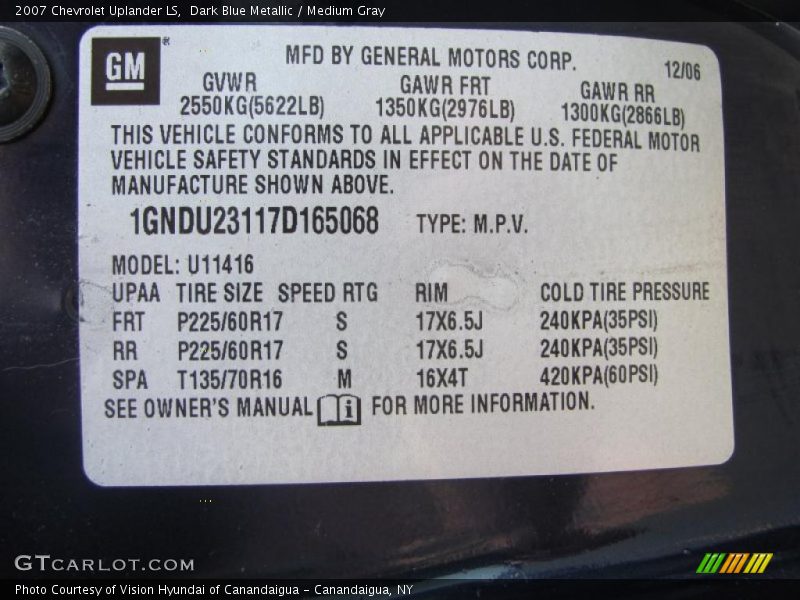 2007 Chevrolet Uplander LS, Dark Blue Metallic / Medium Gray
GM
MFD BY GENERAL MOTORS CORP.
12/06
GVWR GAWR FRT GAWR RR
2550KG(5622LB) 1350KG(2976LB) 1300KG(2866LB)
THIS VEHICLE CONFORMS TO ALL APPLICABLE U.S. FEDERAL MOTOR
VEHICLE SAFETY STANDARDS IN EFFECT ON THE DATE OF
MANUFACTURE SHOWN ABOVE.
1GNDU23117D165068 TYPE: M.P.V.
MODEL: U11416
UPAA TIRE SIZE SPEED RTG RIM COLD TIRE PRESSURE
FRT P225/60R17 S 17X6.5J 240KPA(35PSI)
RR P225/60R17 S 17X6.5J 240KPA(35PSI)
SPA T135/70R16 M 16X4T 420KPA(60PSI)
SEE OWNER'S MANUAL FOR MORE INFORMATION.
GTCARLOT.COM
Photo Courtesy of Vision Hyundai of Canandaigua - Canandaigua, NY